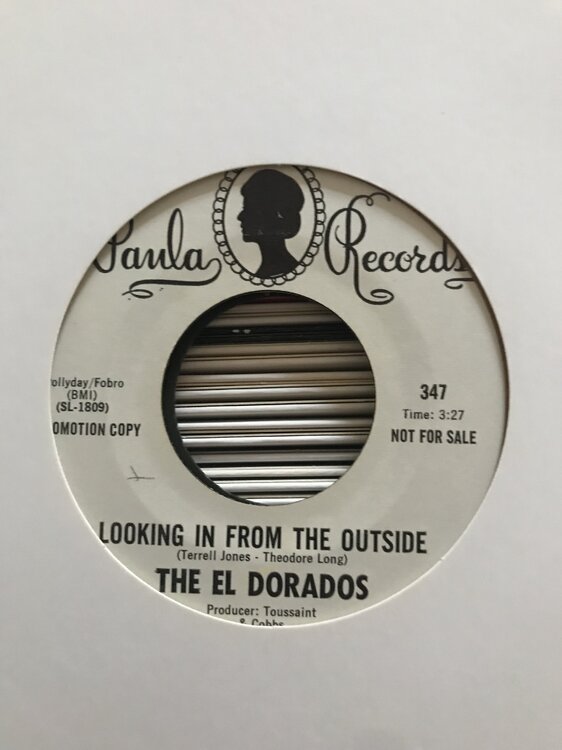 Paula Records
ollyday/Fobro
(BMI)
(SL-1809)
OMOTION COPY
347
Time: 3:27
NOT FOR SALE
LOOKING IN FROM THE OUTSIDE
(Terrell Jones - Theodore Long)
THE EL DORADOS
Producer: Toussaint
& Cobbs